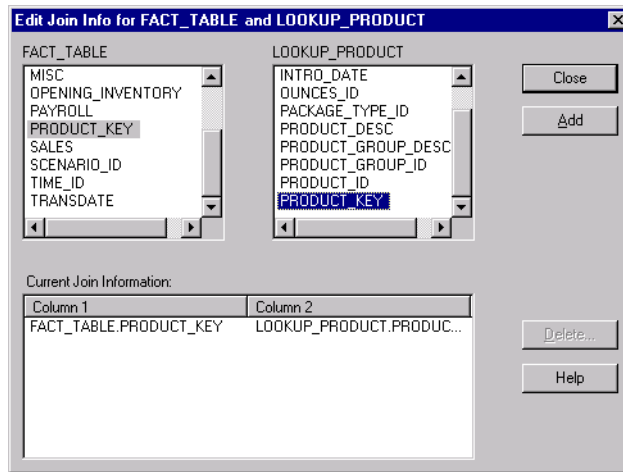 Edit Join Info for FACT_TABLE and LOOKUP_PRODUCT
FACT_TABLE
MISC
OPENING_INVENTORY
PAYROLL
PRODUCT_KEY
SALES
SCENARIO_ID
TIME_ID
TRANSDATE
LOOKUP_PRODUCT
INTRO_DATE
OUNCES_ID
PACKAGE_TYPE_ID
PRODUCT_DESC
PRODUCT_GROUP_DESC
PRODUCT_GROUP_ID
PRODUCT_ID
PRODUCT_KEY
Close
Add
Current Join Information:
Column 1 Column 2
FACT_TABLE.PRODUCT_KEY LOOKUP_PRODUCT.PRODUC...
Delete...
Help